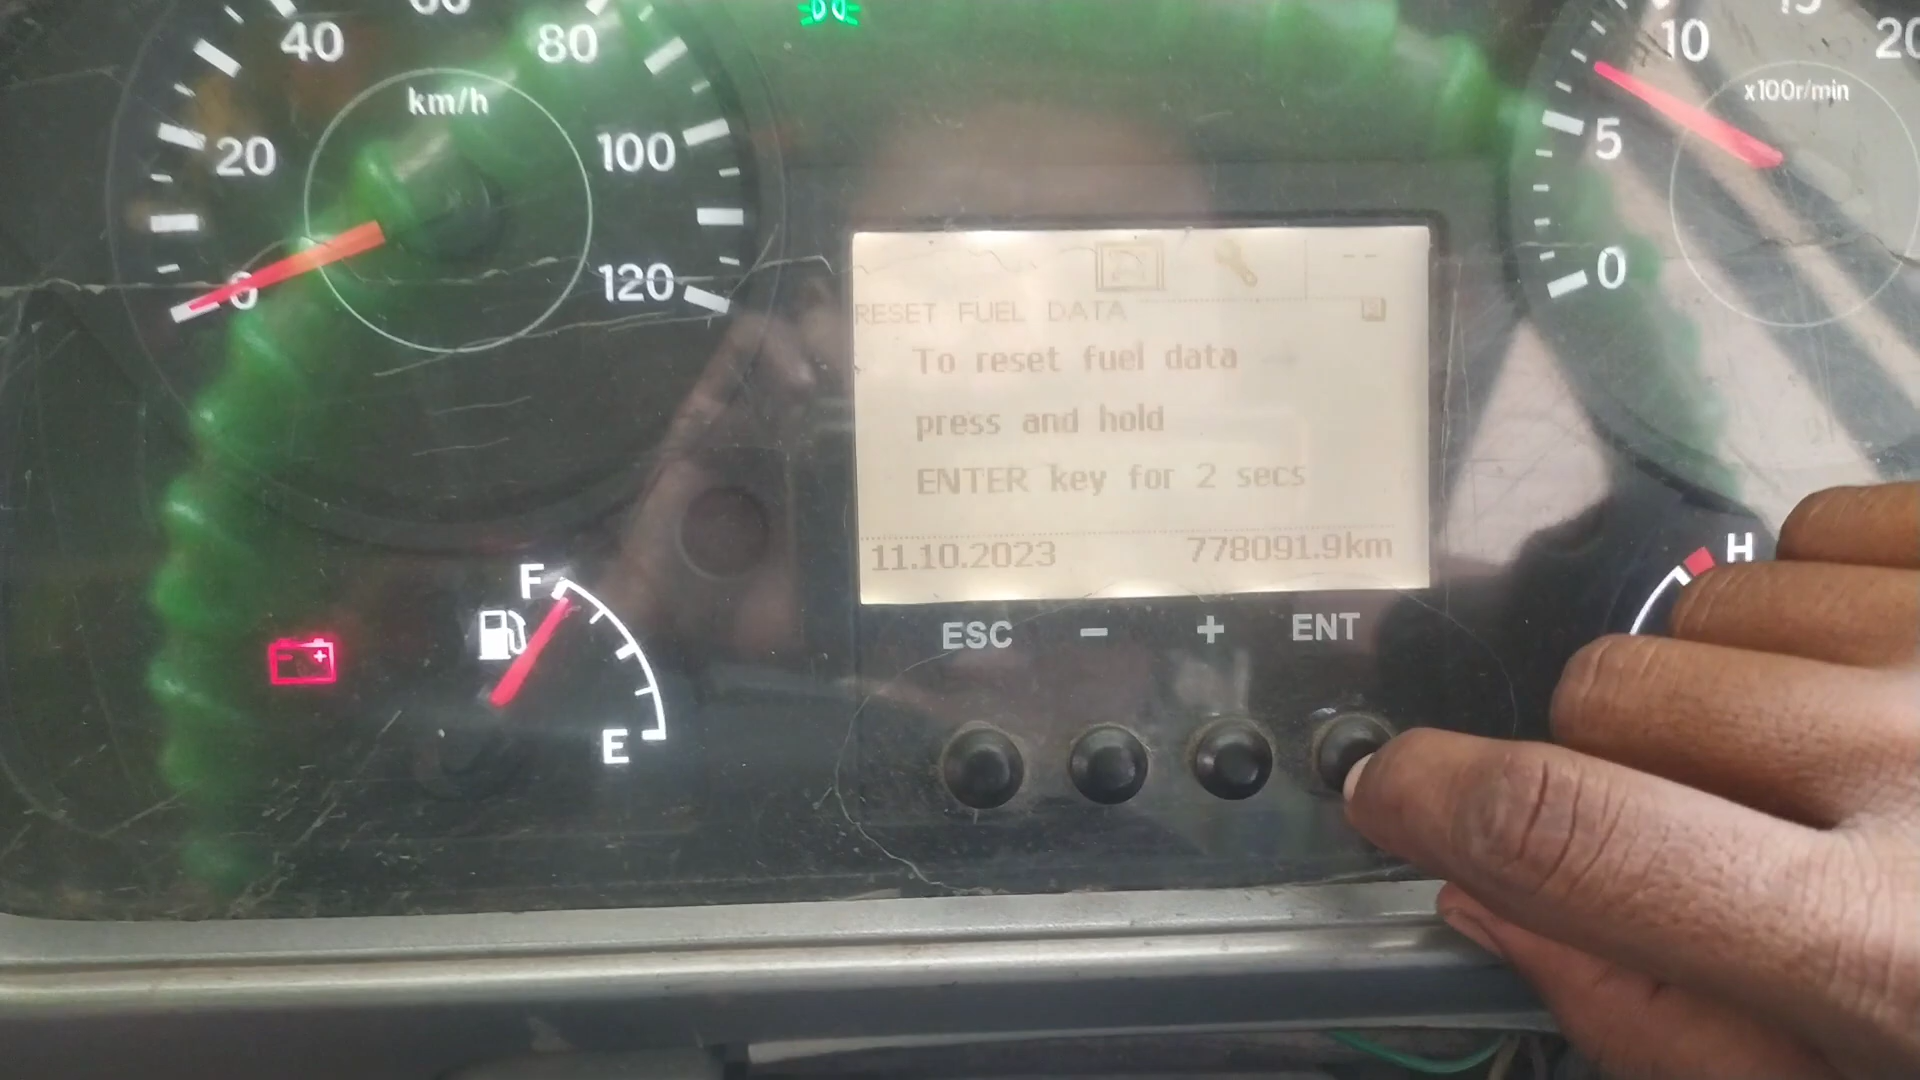 40
80
km/h
20
100
0
120
10
20
x100r/min
5
0
RESET FUEL DATA
To reset fuel data
press and hold
ENTER key for 2 secs
11.10.2023 778091.9km
ESC - + ENT
F
E
H